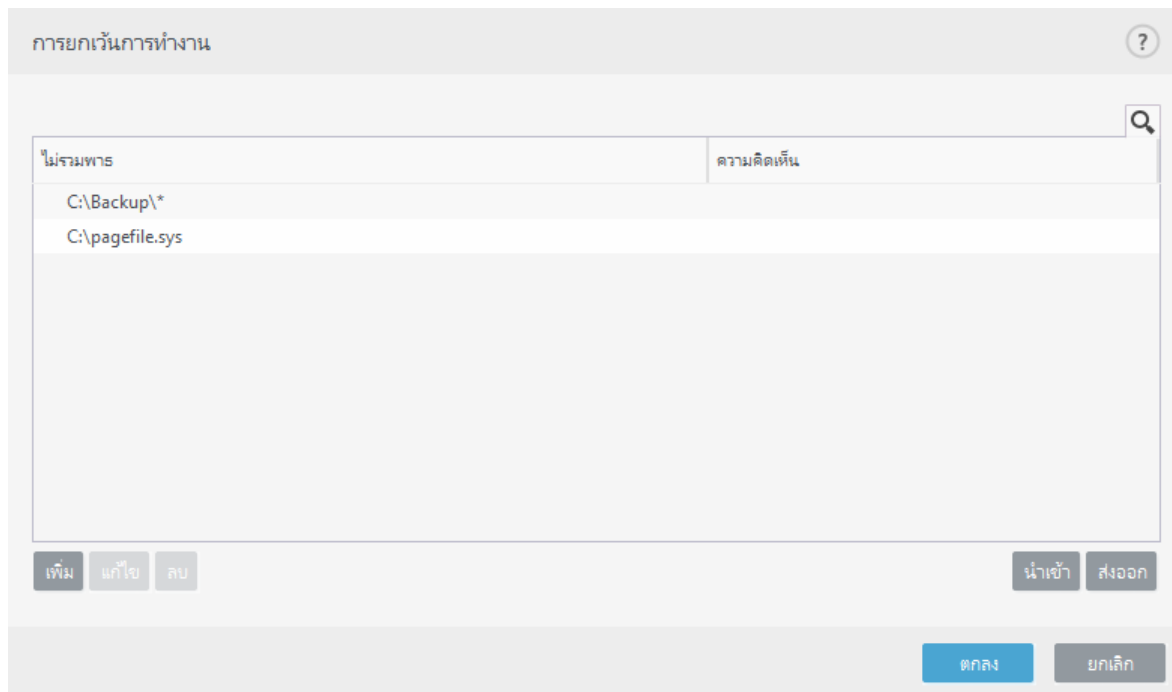 การยกเว้นการทำงาน ?
ไม่รวมพาธ ความคิดเห็น
C:\Backup\*
C:\pagefile.sys
เพิ่ม แก้ไข ลบ นำเข้า ส่งออก
ตกลง ยกเลิก